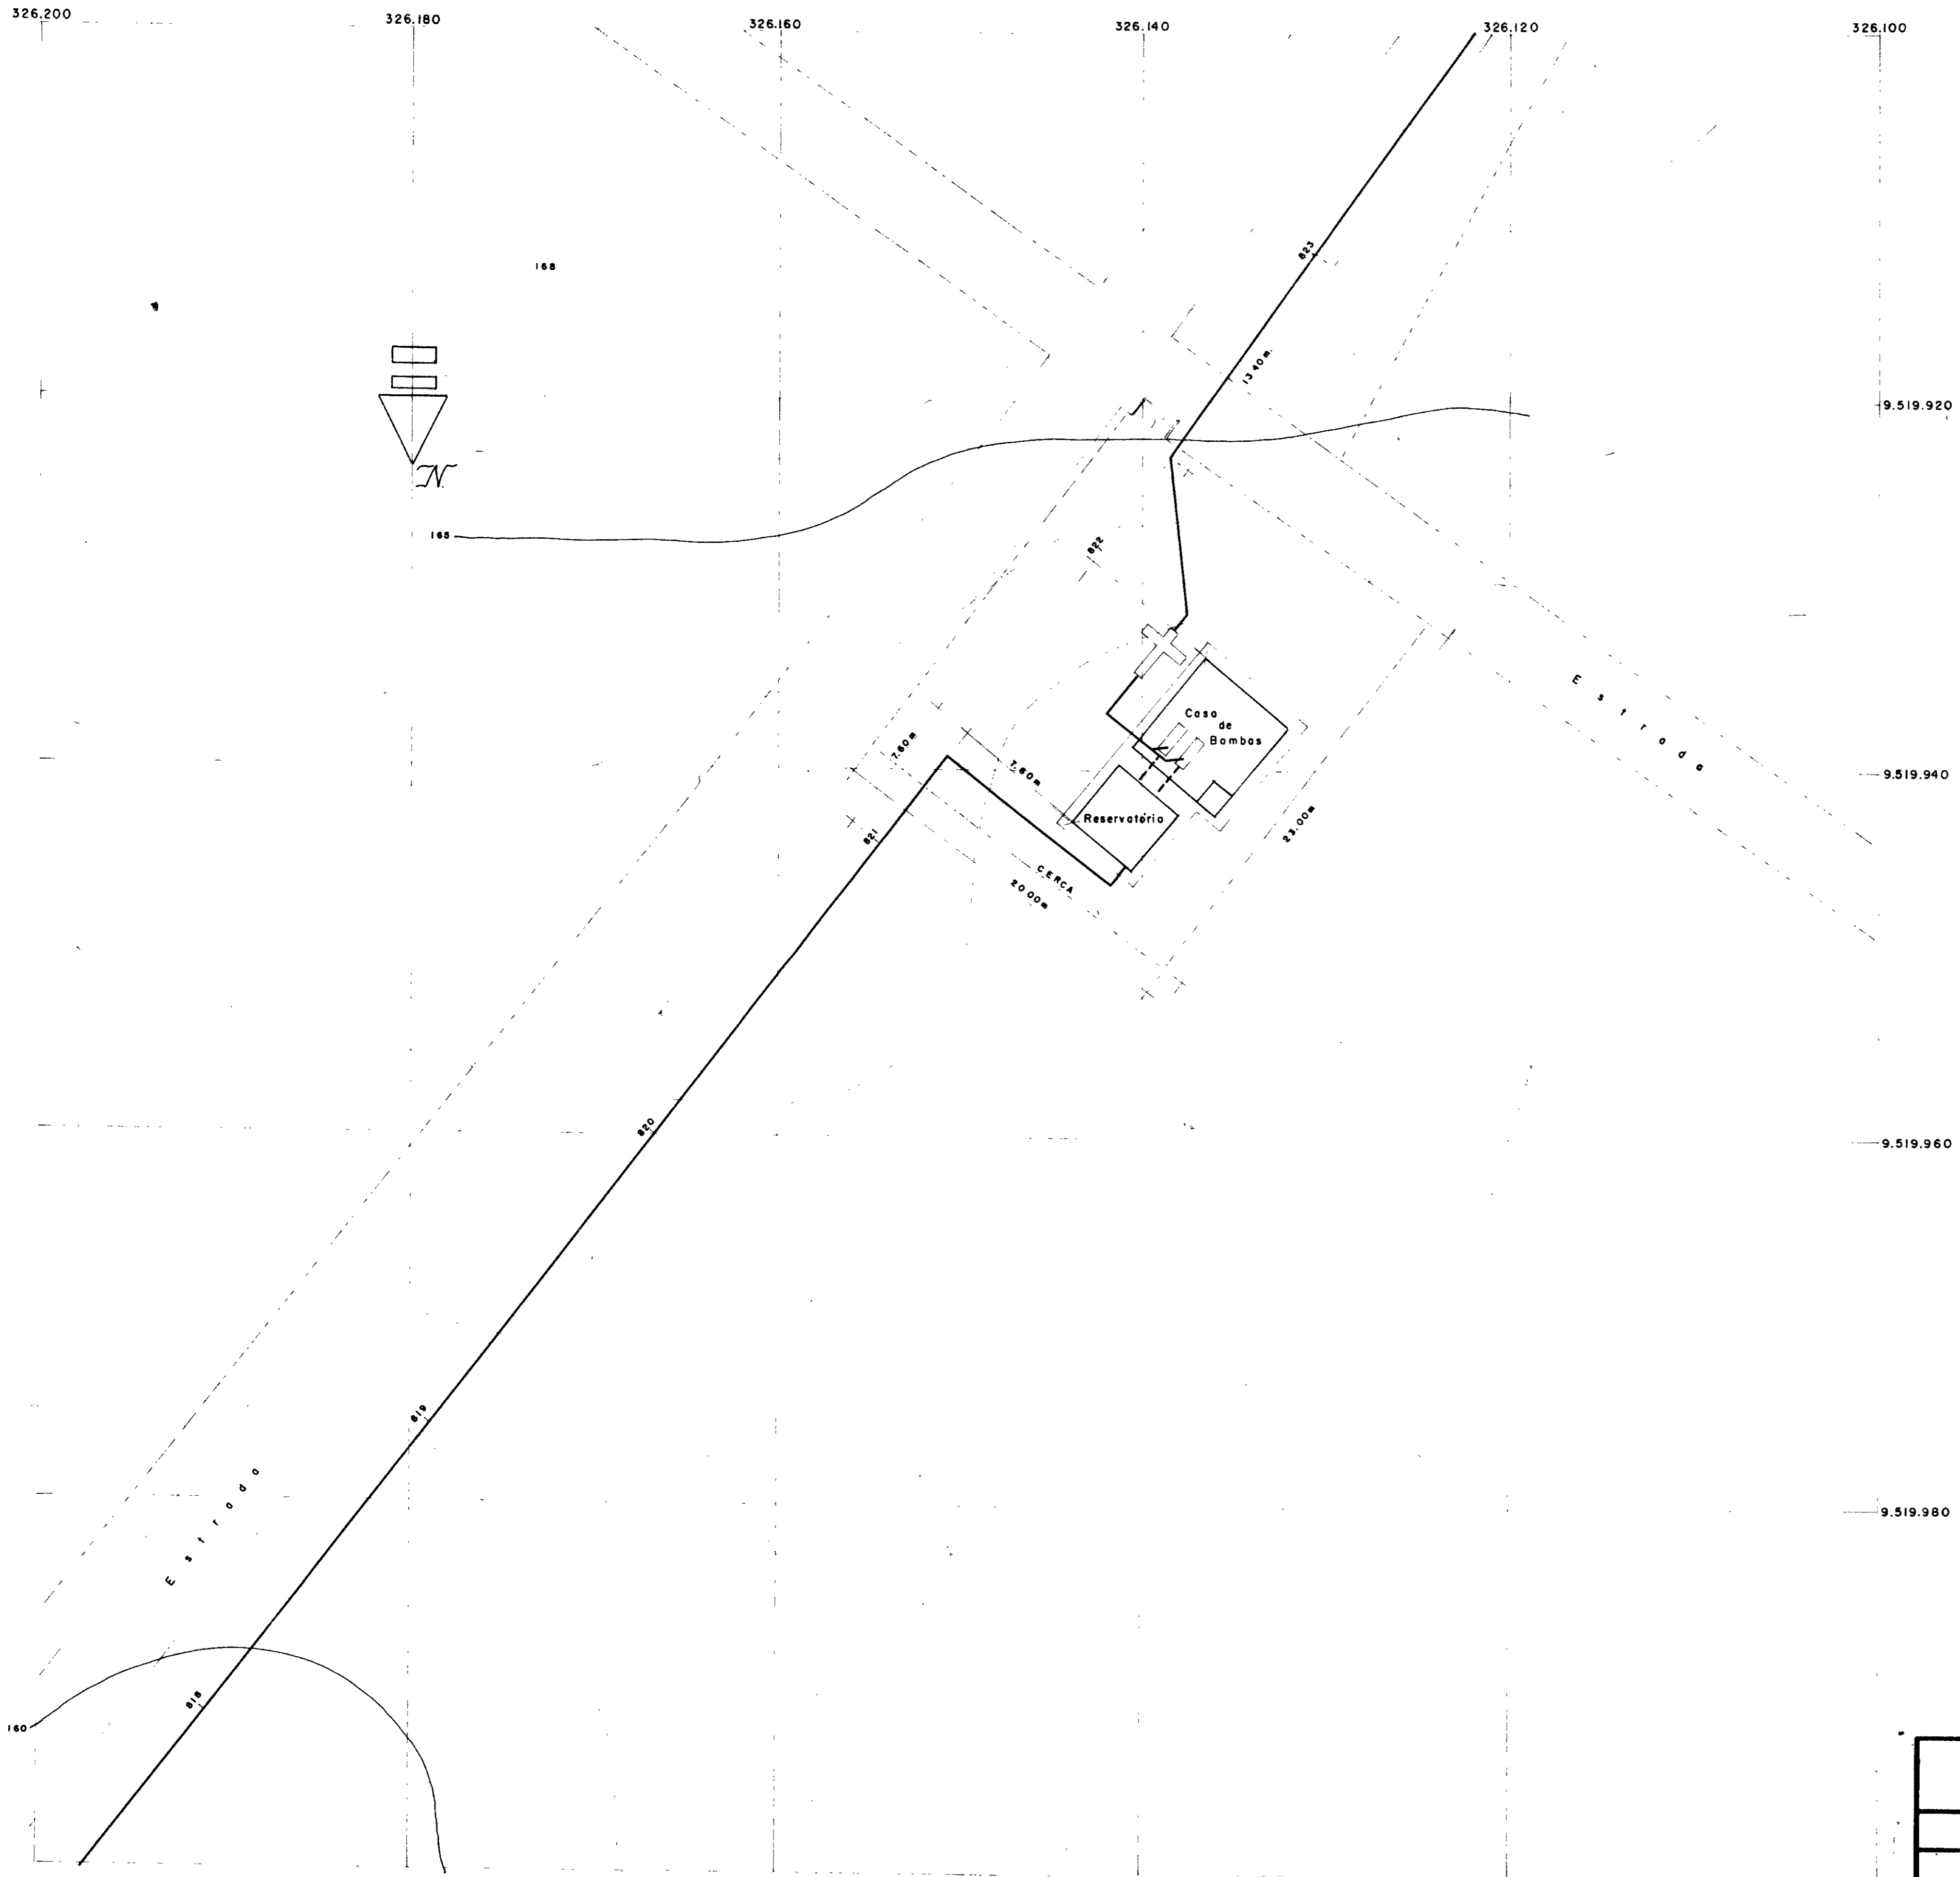 326.200
326.180
326.160
326.140
326.120
326.100
823
168
13.40m.
9.519.920
N.
165
822
Estrada
Casa
de
Bombas
7.60m
7.80m
9.519.940
Reservatório
23.00m
821
CERCA
20.00m
820
9.519.960
819
Estrada
9.519.980
818
160